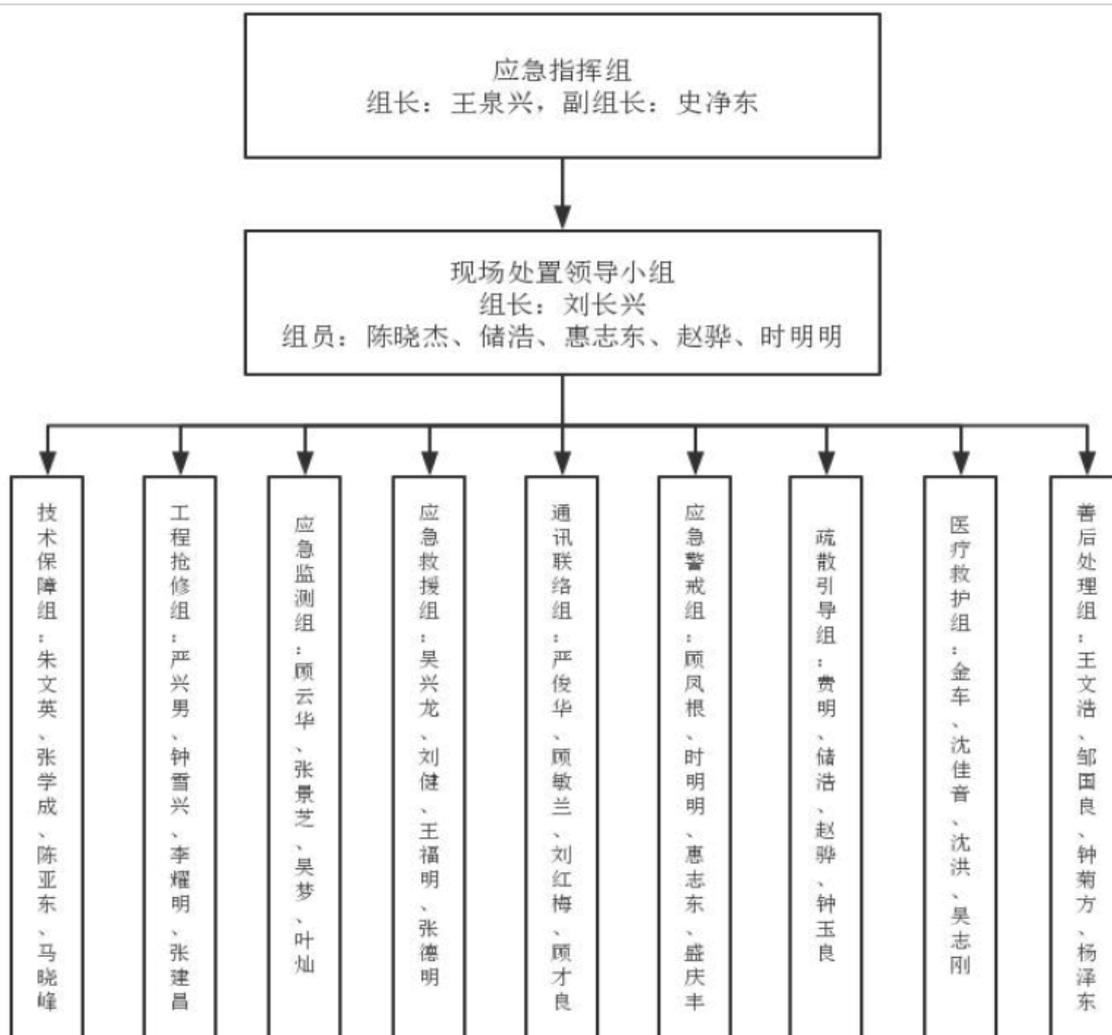 应急指挥组
组长：王泉兴，副组长：史净东
现场处置领导小组
组长：刘长兴
组员：陈晓杰、储浩、惠志东、赵骅、时明明
技术保障组：朱文英、张学成、陈亚东、马晓峰
工程抢修组：严兴男、钟雪兴、李耀明、张建昌
应急监测组：顾云华、张景芝、吴梦、叶灿
应急救援组：吴兴龙、刘健、王福明、张德明
通讯联络组：严俊华、顾敏兰、刘红梅、顾才良
应急警戒组：顾凤根、时明明、惠志东、盛庆丰
疏散引导组：费明、储浩、赵骅、钟玉良
医疗救护组：金车、沈佳音、沈洪、吴志刚
善后处理组：王文浩、邹国良、钟菊方、杨泽东